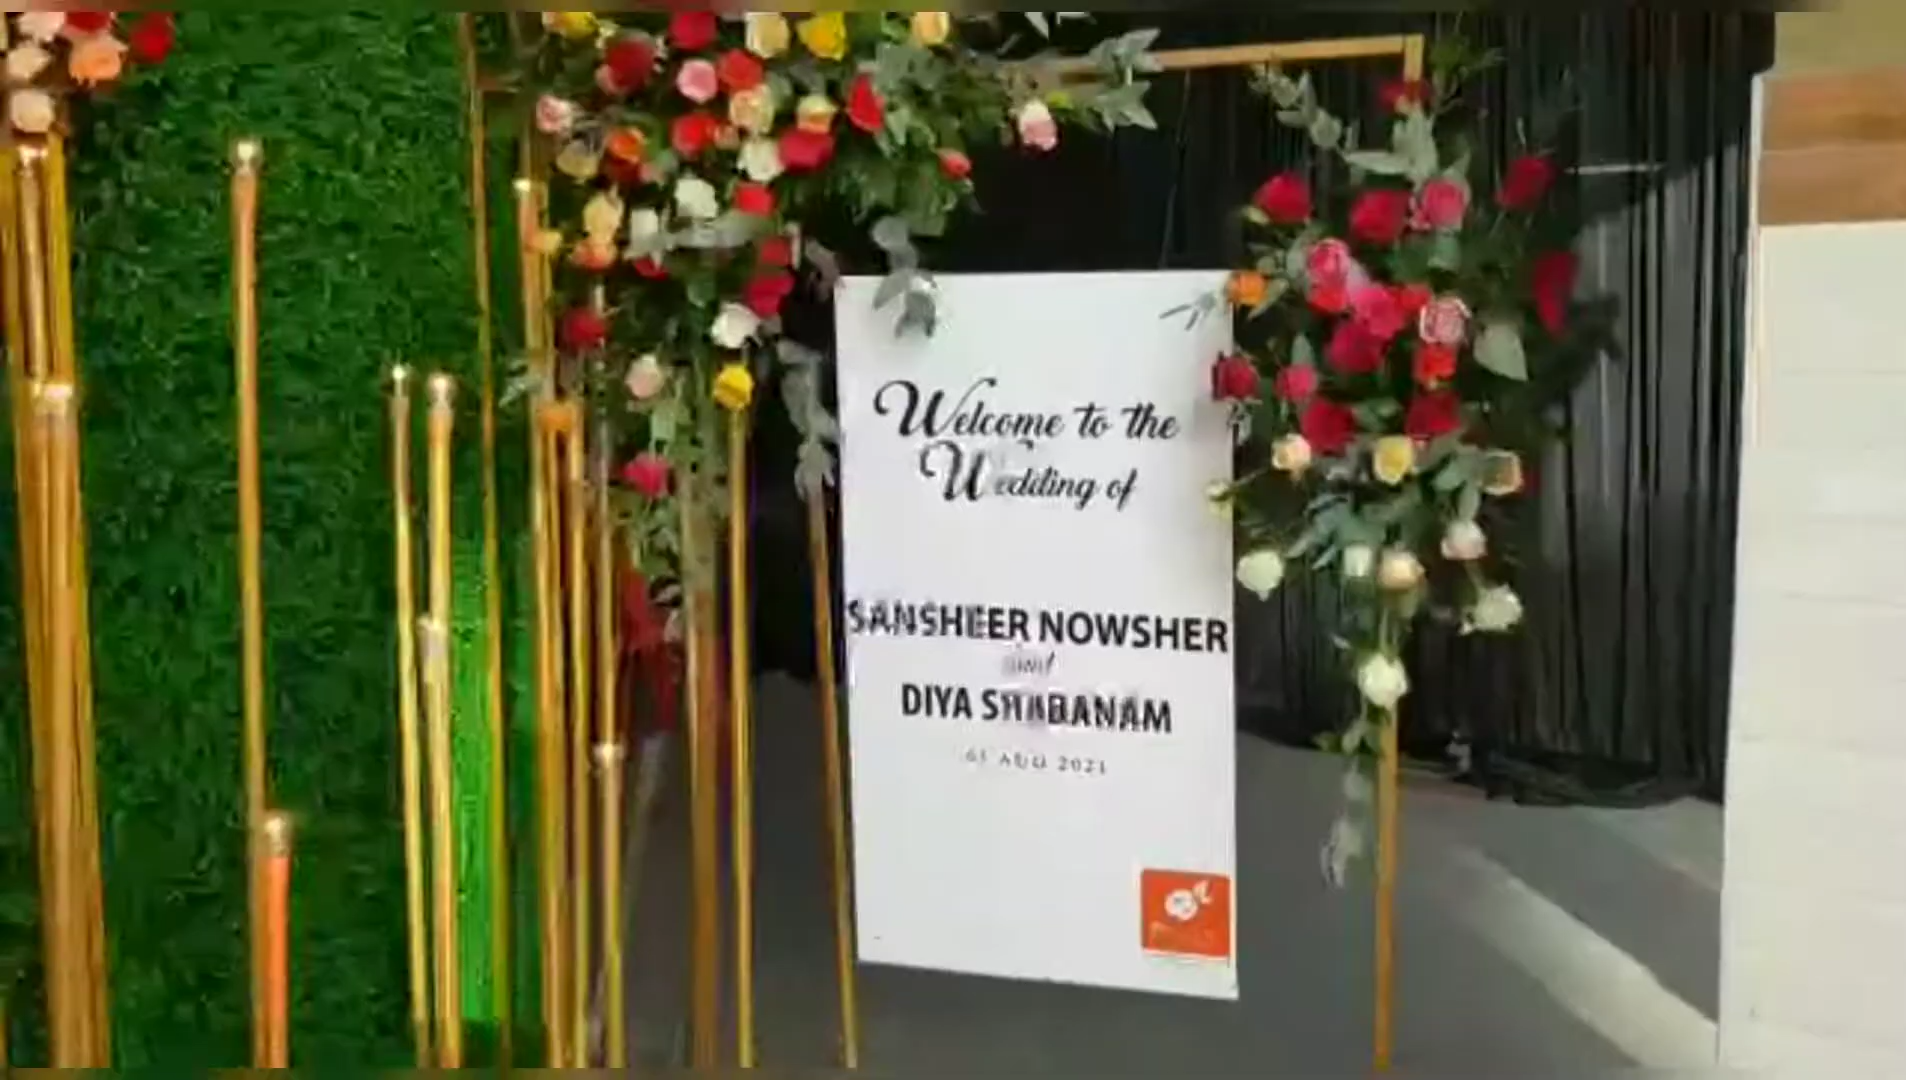 Welcome to the
Wedding of
SANSHEER NOWSHER
and
DIYA SHABANAM
AUG 2021